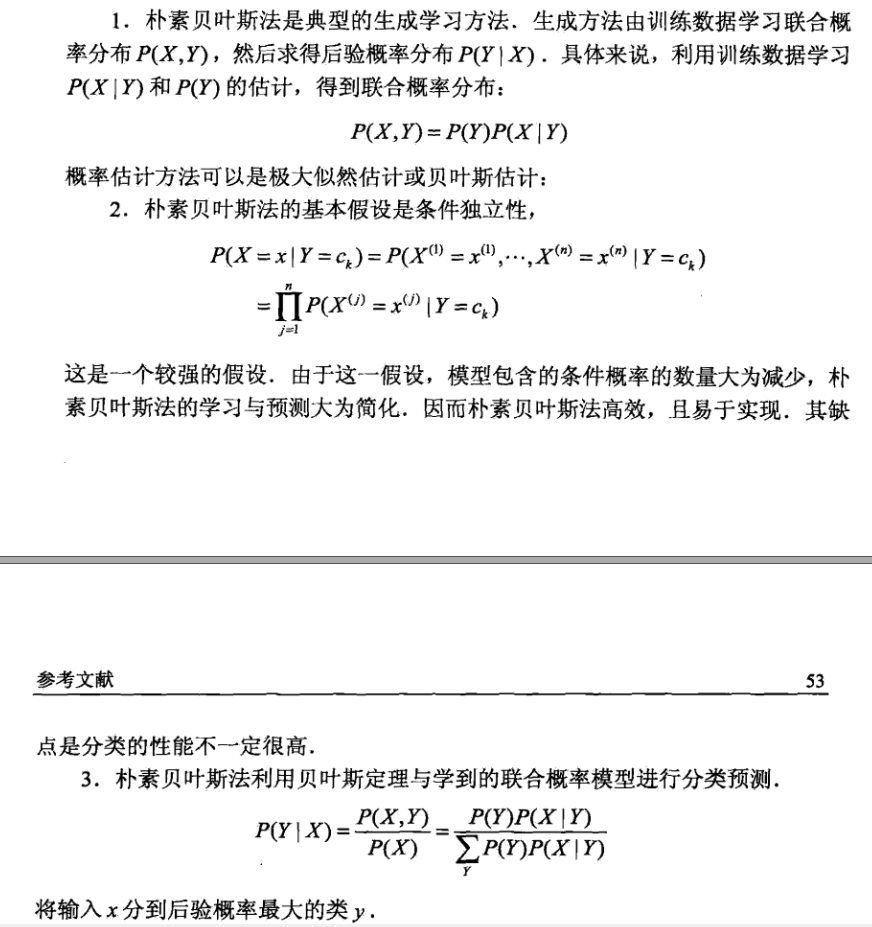 1．朴素贝叶斯法是典型的生成学习方法．生成方法由训练数据学习联合概
率分布 P(X,Y)，然后求得后验概率分布 P(Y|X)．具体来说，利用训练数据学习
P(X|Y) 和 P(Y) 的估计，得到联合概率分布：
P(X,Y)=P(Y)P(X|Y)
概率估计方法可以是极大似然估计或贝叶斯估计：
2．朴素贝叶斯法的基本假设是条件独立性，
P(X=x|Y=c_k)=P(X^(1)=x^(1),⋯,X^(n)=x^(n)|Y=c_k)
=∏_{j=1}^{n} P(X^(j)=x^(j)|Y=c_k)
这是一个较强的假设．由于这一假设，模型包含的条件概率的数量大为减少，朴
素贝叶斯法的学习与预测大为简化．因而朴素贝叶斯法高效，且易于实现．其缺
参考文献 53
点是分类的性能不一定很高．
3．朴素贝叶斯法利用贝叶斯定理与学到的联合概率模型进行分类预测．
P(Y|X)=\frac{P(X,Y)}{P(X)}=\frac{P(Y)P(X|Y)}{\sum_Y P(Y)P(X|Y)}
将输入 x 分到后验概率最大的类 y．